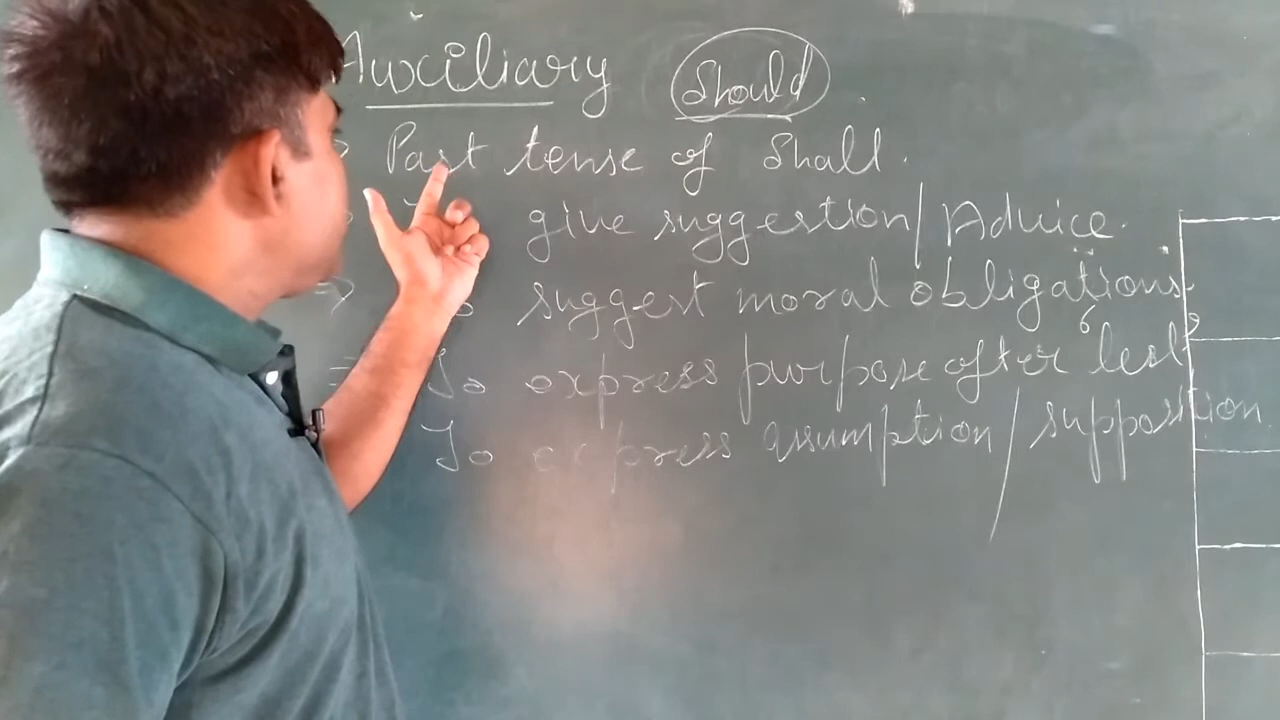 Auxiliary Should.
⇒ Past tense of Shall.
give suggestion/Advice.
⇒ To suggest moral obligations.
⇒ To express purpose after 'lest'
To express assumption/supposition